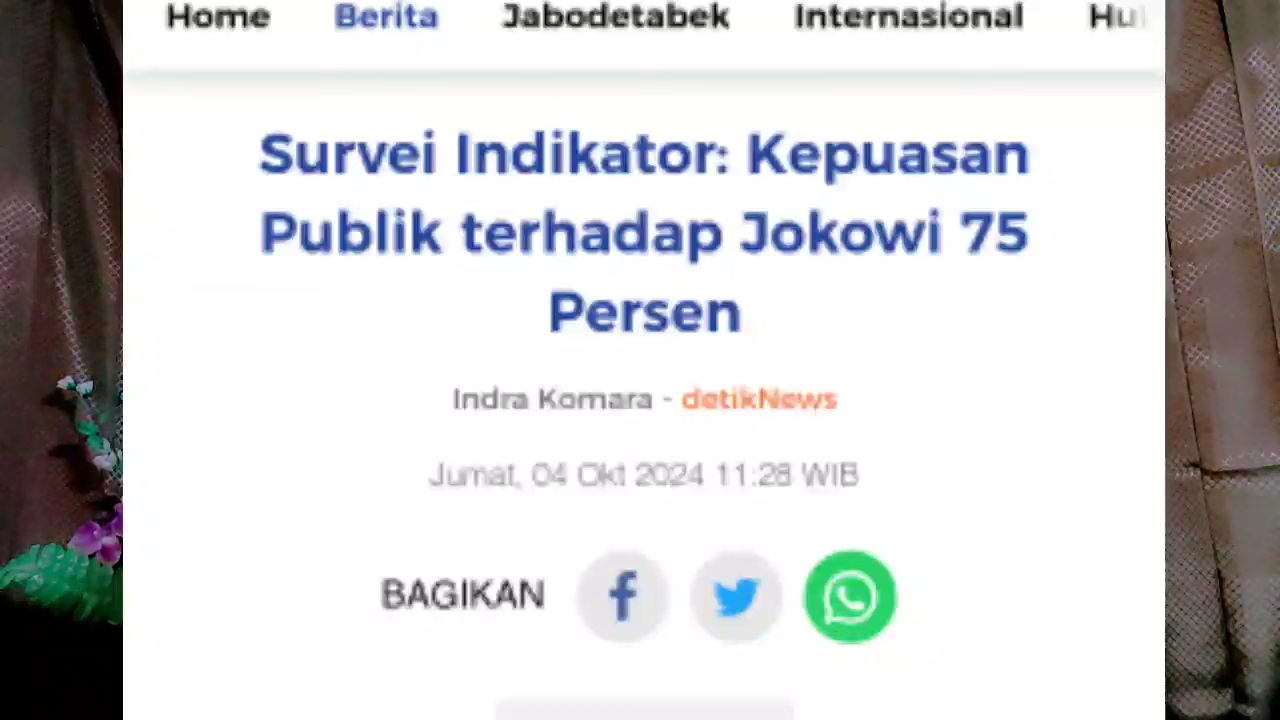 Home Berita Jabodetabek Internasional
Survei Indikator: Kepuasan
Publik terhadap Jokowi 75
Persen
Indra Komara - detikNews
Jumat, 04 Okt 2024 11:28 WIB
BAGIKAN